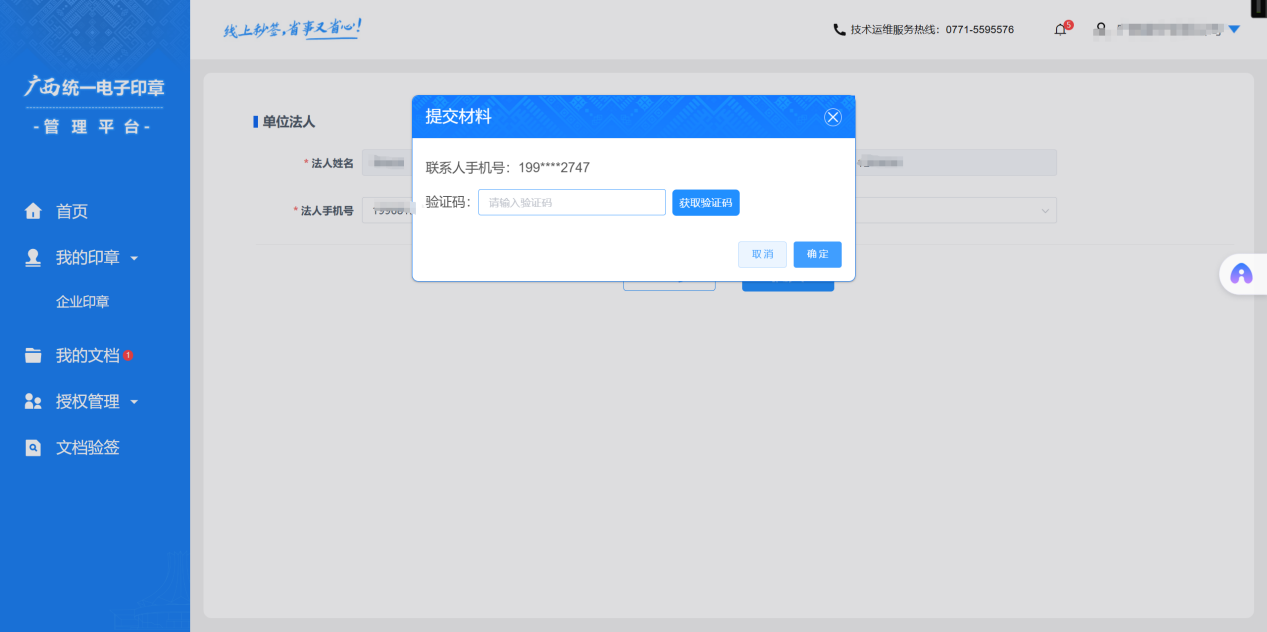 线上秒签,省事又省心!
技术运维服务热线：0771-5595576
5
广西统一电子印章
-管理平台-
首页
我的印章
企业印章
我的文档 1
授权管理
文档验签
单位法人
* 法人姓名
* 法人手机号
提交材料
联系人手机号：199****2747
验证码：
请输入验证码
获取验证码
取消
确定